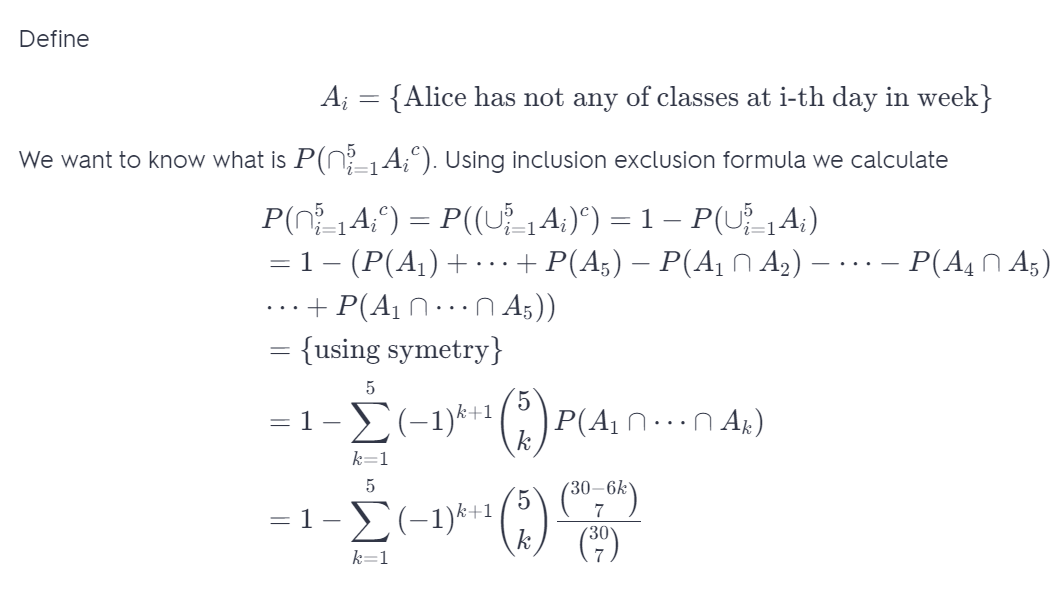 Define
A_i = {Alice has not any of classes at i-th day in week}
We want to know what is P(∩_{i=1}^5 A_i^c). Using inclusion exclusion formula we calculate
P(∩_{i=1}^5 A_i^c) = P((∪_{i=1}^5 A_i)^c) = 1 − P(∪_{i=1}^5 A_i)
= 1 − (P(A_1) + ⋯ + P(A_5) − P(A_1 ∩ A_2) − ⋯ − P(A_4 ∩ A_5)
⋯ + P(A_1 ∩ ⋯ ∩ A_5))
= {using symetry}
= 1 − \sum_{k=1}^{5} (−1)^{k+1} \binom{5}{k} P(A_1 ∩ ⋯ ∩ A_k)
= 1 − \sum_{k=1}^{5} (−1)^{k+1} \binom{5}{k} \frac{\binom{30−6k}{7}}{\binom{30}{7}}